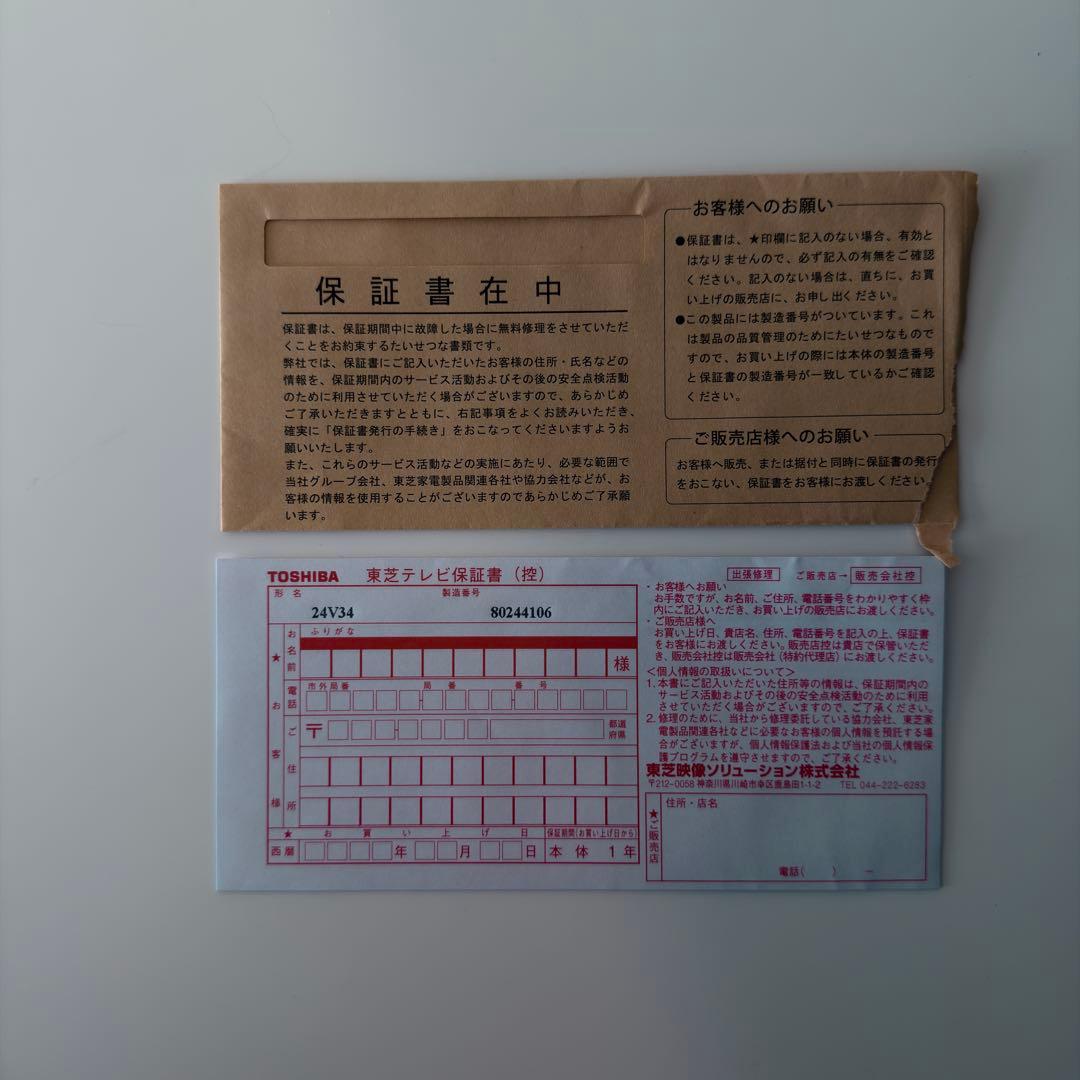 保証書在中
保証書は、保証期間中に故障した場合に無料修理をさせていただ
くことをお約束するたいせつな書類です。
弊社では、保証書にご記入いただいたお客様の住所・氏名などの
情報を、保証期間内のサービス活動およびその後の安全点検活動
のために利用させていただく場合がございますので、あらかじめ
ご了承いただきますとともに、右記事項をよくお読みいただき、
確実に「保証書発行の手続き」をおこなってくださいますようお
願いいたします。
また、これらのサービス活動などの実施にあたり、必要な範囲で
当社グループ会社、東芝家電製品関連各社や協力会社などが、お
客様の情報を使用することがございますのであらかじめご了承願
います。
お客様へのお願い
●保証書は、★印欄に記入のない場合、有効と
はなりませんので、必ず記入の有無をご確認
ください。記入のない場合は、直ちに、お買
い上げの販売店に、お申し出ください。
●この製品には製造番号がついています。これ
は製品の品質管理のためにたいせつなもので
すので、お買い上げの際には本体の製造番号
と保証書の製造番号が一致しているかご確認
ください。
ご販売店様へのお願い
お客様へ販売、または据付と同時に保証書の発行
をおこない、保証書をお客様にお渡しください。
TOSHIBA 東芝テレビ保証書（控）
形名 製造番号
24V34 80244106
★お客様
お名前
ふりがな
様
電話
市外局番 局番 番号
ご住所
〒 都道府県
★お買い上げ日 保証期間(お買い上げ日から)
西暦 年 月 日 本体 1年
出張修理 ご販売店→ 販売会社控
・お客様へお願い
お手数ですが、お名前、ご住所、電話番号をわかりやすく枠
内にご記入いただき、お買い上げの販売店にお渡しください。
・ご販売店様へ
お買い上げ日、貴店名、住所、電話番号を記入の上、保証書
をお客様にお渡しください。販売店控は貴店で保管いただ
き、販売会社控は販売会社（特約代理店）にお渡しください。
<個人情報の取扱いについて>
1. 本書にご記入いただいた住所等の情報は、保証期間内の
サービス活動およびその後の安全点検活動のために利用
させていただく場合がございますので、ご了承ください。
2. 修理のために、当社から修理委託している協力会社、東芝家
電製品関連各社などに必要なお客様の個人情報を預託する場
合がございますが、個人情報保護法および当社の個人情報保
護プログラムを遵守させますので、ご了承ください。
東芝映像ソリューション株式会社
〒212-0058 神奈川県川崎市幸区鹿島田1-1-2 TEL 044-222-6283
★ご販売店
住所・店名
電話( ) －